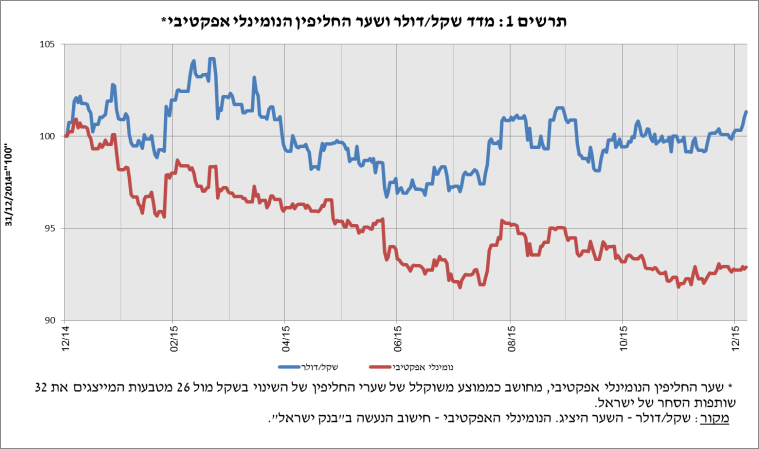 תרשים 1: מדד שקל/דולר ושער החליפין הנומינלי אפקטיבי*
31/12/2014="100"
105
100
95
90
12/14
02/15
04/15
06/15
08/15
10/15
12/15
שקל/דולר
נומינלי אפקטיבי
* שער החליפין הנומינלי אפקטיבי, מחושב כממוצע משוקלל של שערי החליפין של השינוי בשקל מול 26 מטבעות המייצגים את 32
שותפות הסחר של ישראל.
מקור: שקל/דולר - השער היציג. הנומינלי האפקטיבי - חישוב הנעשה ב"בנק ישראל".